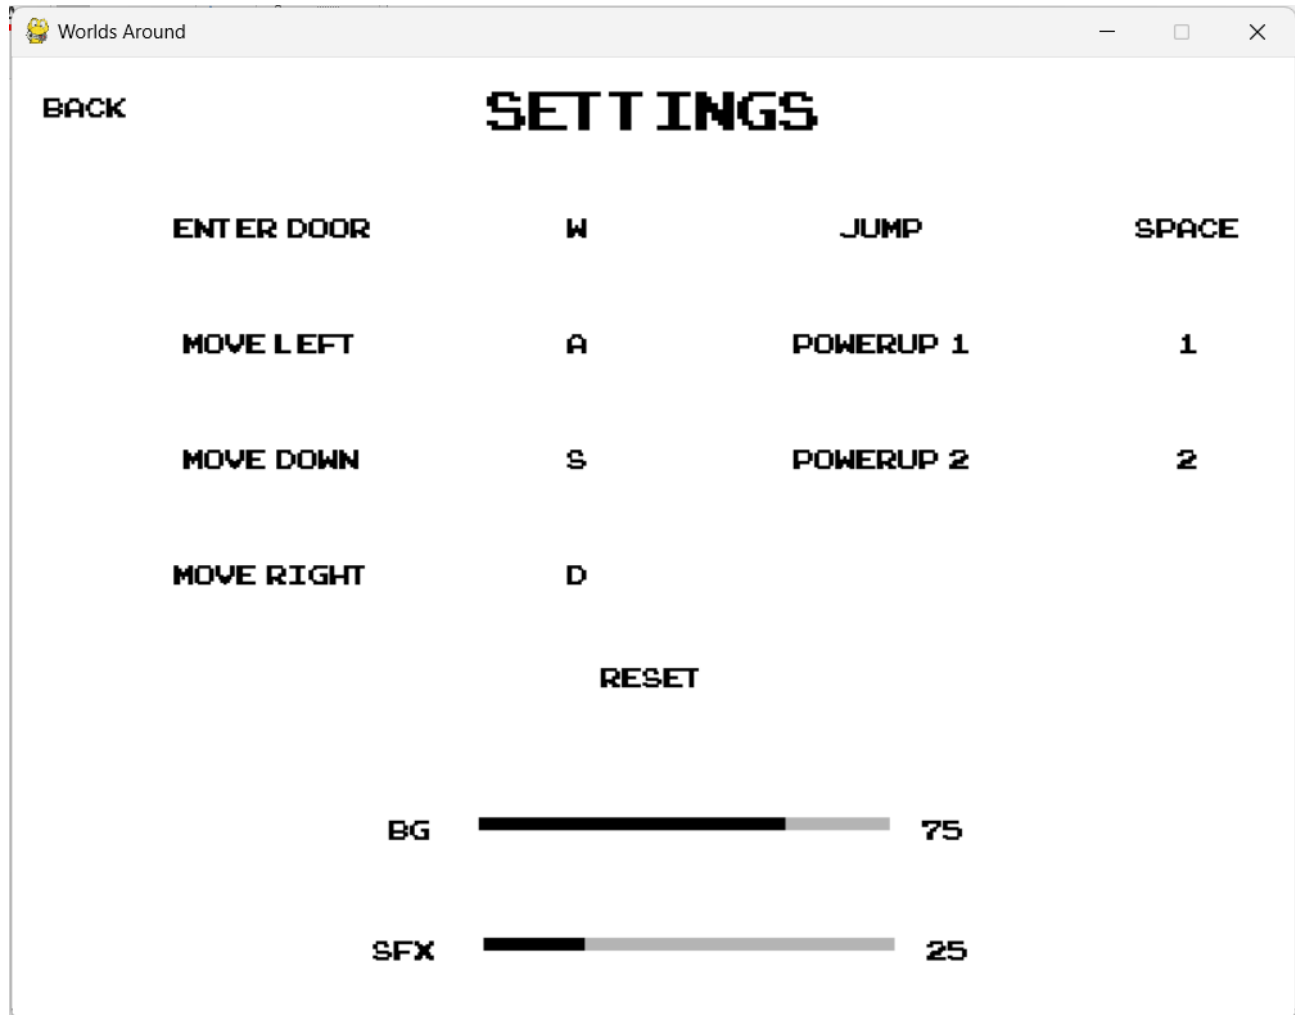 Worlds Around
BACK
SETTINGS
ENTER DOOR W JUMP SPACE
MOVE LEFT A POWERUP 1 1
MOVE DOWN S POWERUP 2 2
MOVE RIGHT D
RESET
BG 75
SFX 25